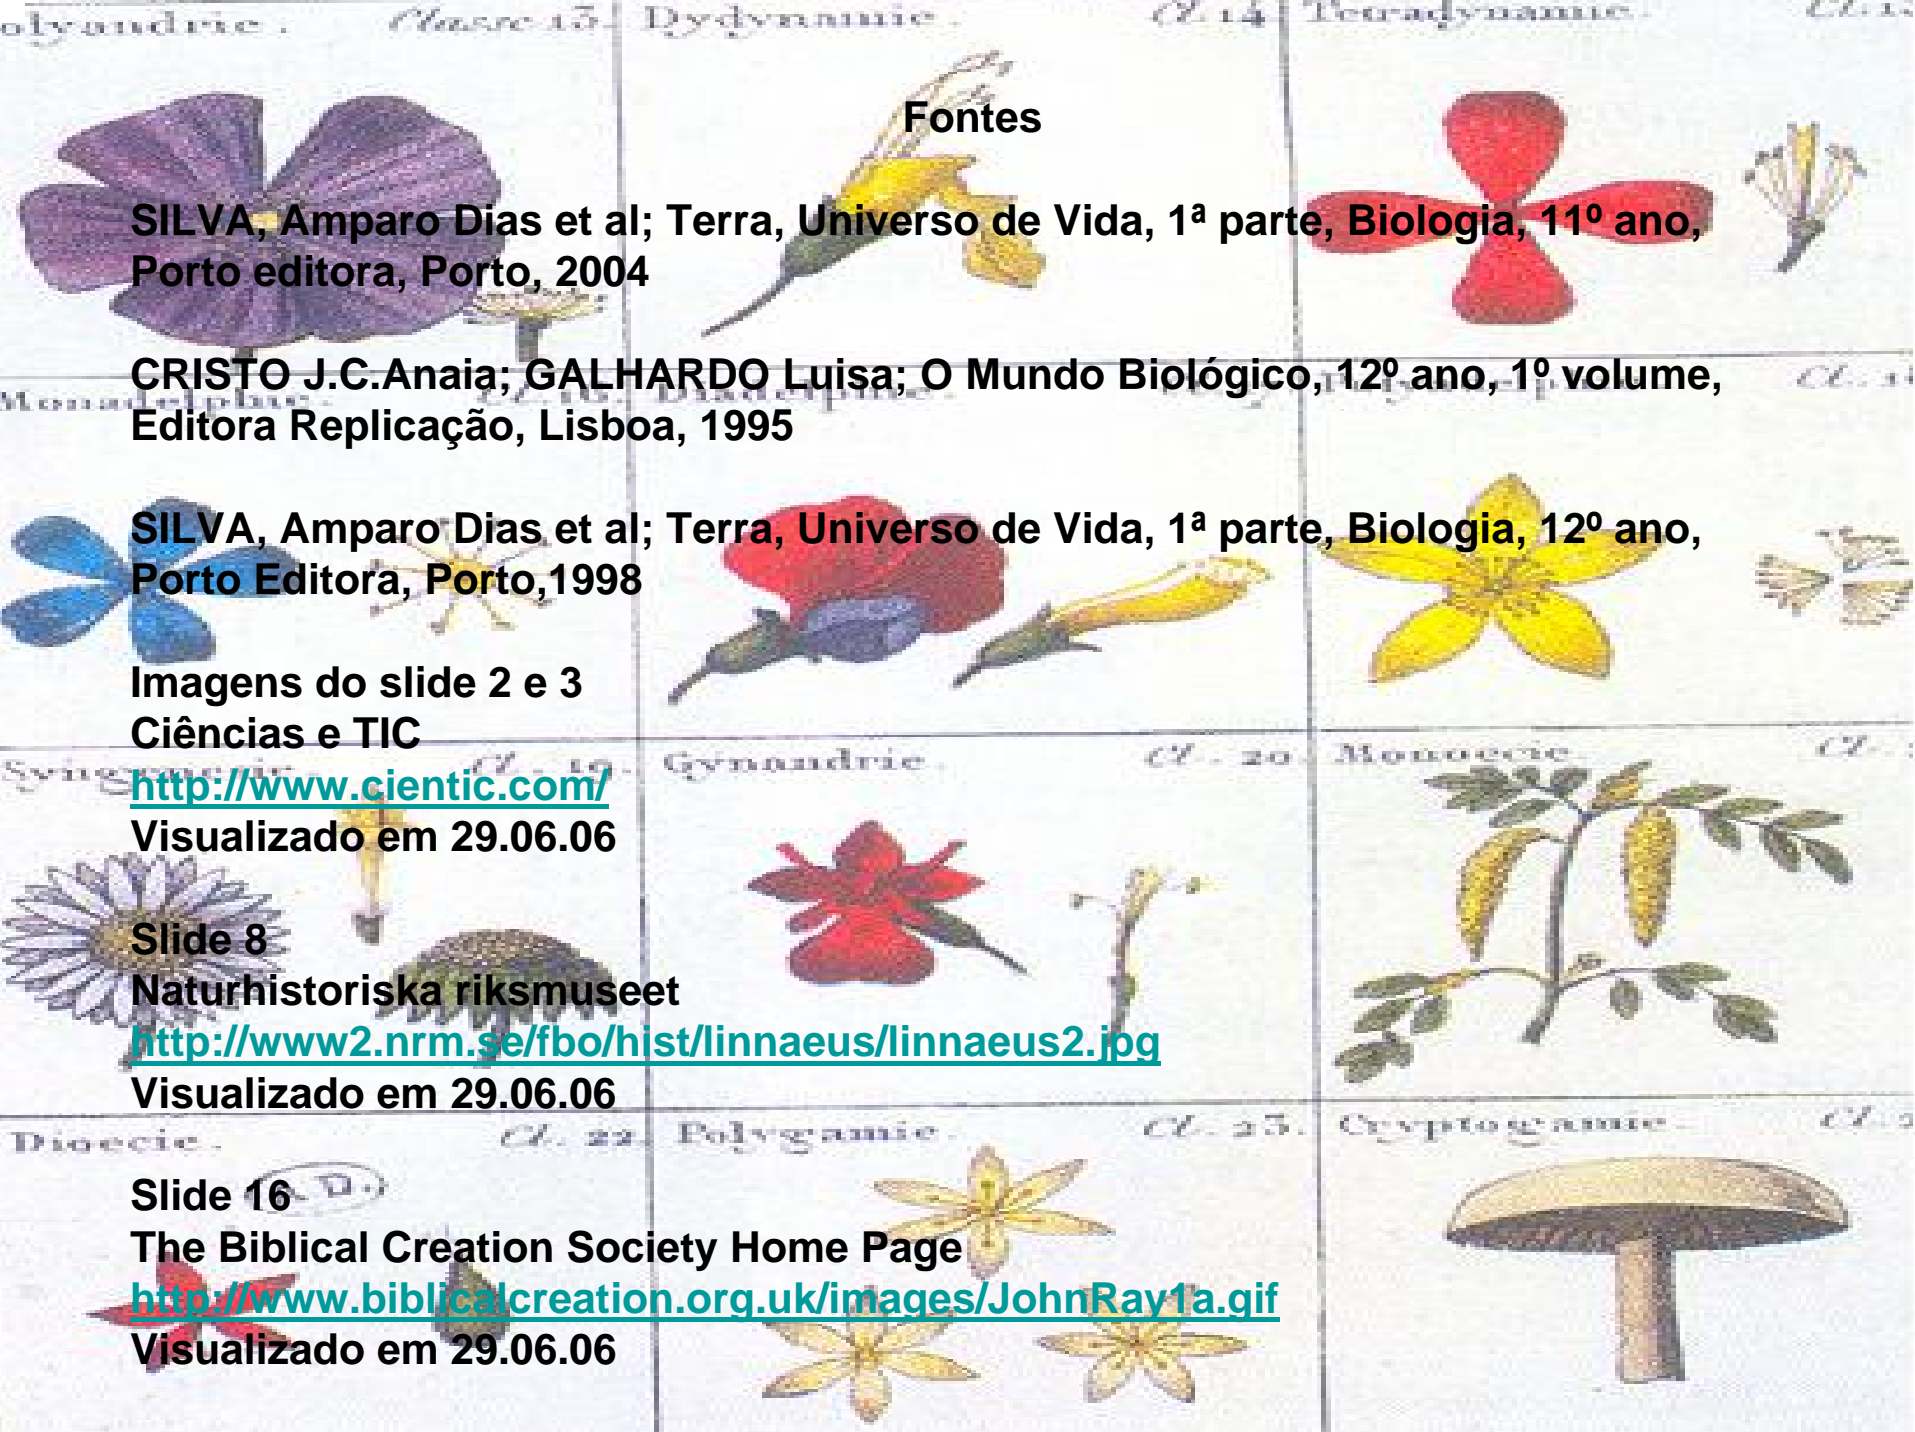 Dydynamie. Cl. 14
Tetradynamie.
Fontes
SILVA, Amparo Dias et al; Terra, Universo de Vida, 1ª parte, Biologia, 11º ano,
Porto editora, Porto, 2004
CRISTO J.C.Anaia; GALHARDO Luisa; O Mundo Biológico, 12º ano, 1º volume,
Editora Replicação, Lisboa, 1995
SILVA, Amparo Dias et al; Terra, Universo de Vida, 1ª parte, Biologia, 12º ano,
Porto Editora, Porto,1998
Imagens do slide 2 e 3
Ciências e TIC
Gynandrie. Cl. 20.
Monoecie.
http://www.cientic.com/
Visualizado em 29.06.06
Slide 8
Naturhistoriska riksmuseet
http://www2.nrm.se/fbo/hist/linnaeus/linnaeus2.jpg
Visualizado em 29.06.06
Dioecie. Cl. 22.
Polygamie. Cl. 23.
Cryptogamie.
Slide 16
The Biblical Creation Society Home Page
http://www.biblicalcreation.org.uk/images/JohnRay1a.gif
Visualizado em 29.06.06